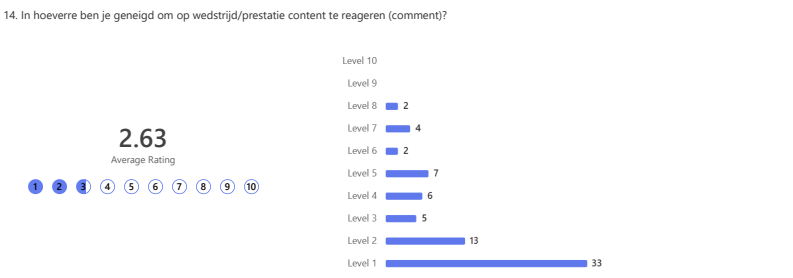 14. In hoeverre ben je geneigd om op wedstrijd/prestatie content te reageren (comment)?
2.63
Average Rating
1 2 3 4 5 6 7 8 9 10
Level 10
Level 9
Level 8 2
Level 7 4
Level 6 2
Level 5 7
Level 4 6
Level 3 5
Level 2 13
Level 1 33